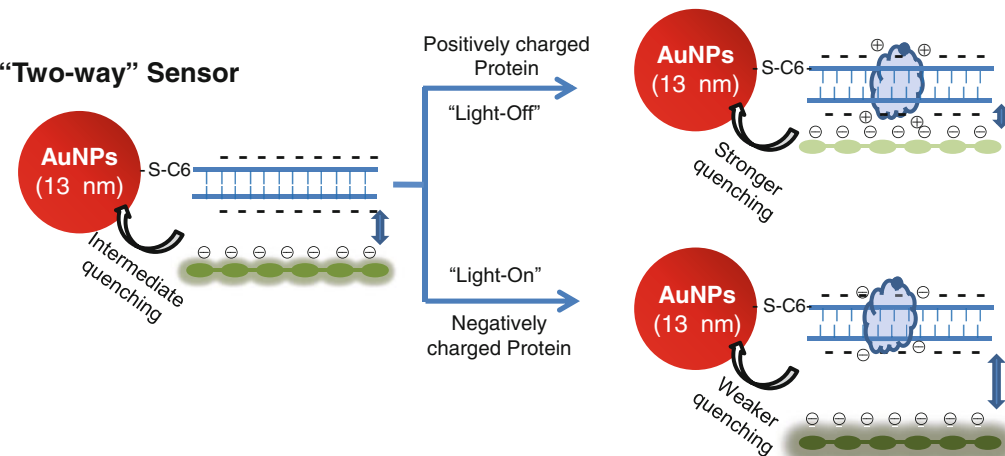 “Two-way” Sensor
AuNPs
(13 nm)
-S-C6
Intermediate
quenching
Positively charged
Protein
“Light-Off”
“Light-On”
Negatively
charged Protein
AuNPs
(13 nm)
-S-C6-
Stronger
quenching
AuNPs
(13 nm)
-S-C6-
Weaker
quenching